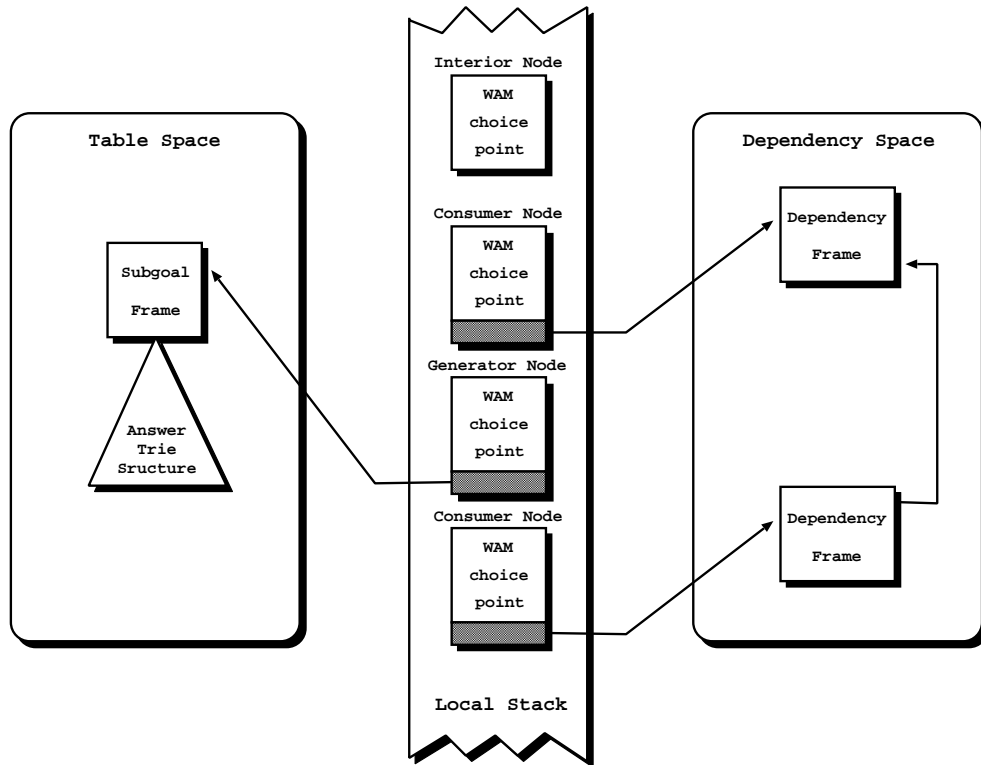 Table Space
Subgoal
Frame
Answer
Trie
Sructure
Interior Node
WAM
choice
point
Consumer Node
WAM
choice
point
Generator Node
WAM
choice
point
Consumer Node
WAM
choice
point
Local Stack
Dependency Space
Dependency
Frame
Dependency
Frame